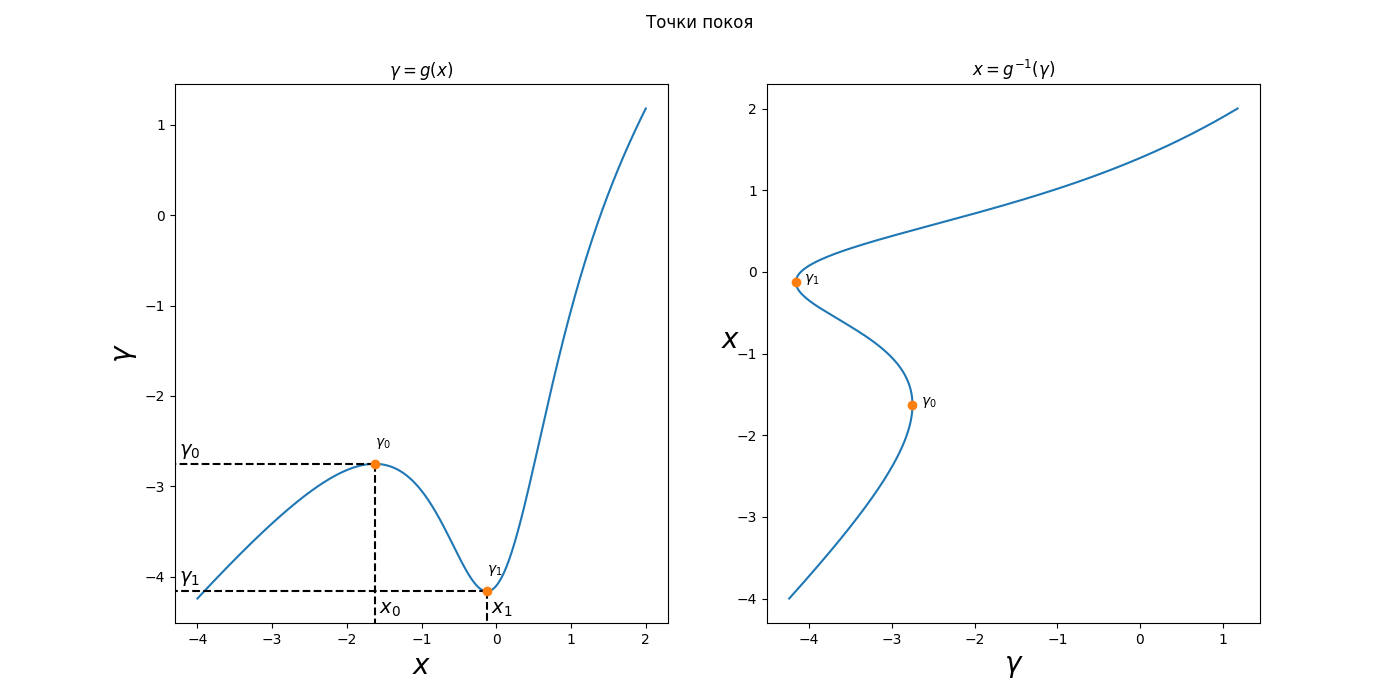 Точки покоя
γ = g(x)
1
0
−1
−2
−3
−4
γ
γ₀
γ₁
γ₀
γ₁
x₀
x₁
−4 −3 −2 −1 0 1 2
x
x = g⁻¹(γ)
2
1
0
−1
−2
−3
−4
x
γ₁
γ₀
−4 −3 −2 −1 0 1
γ